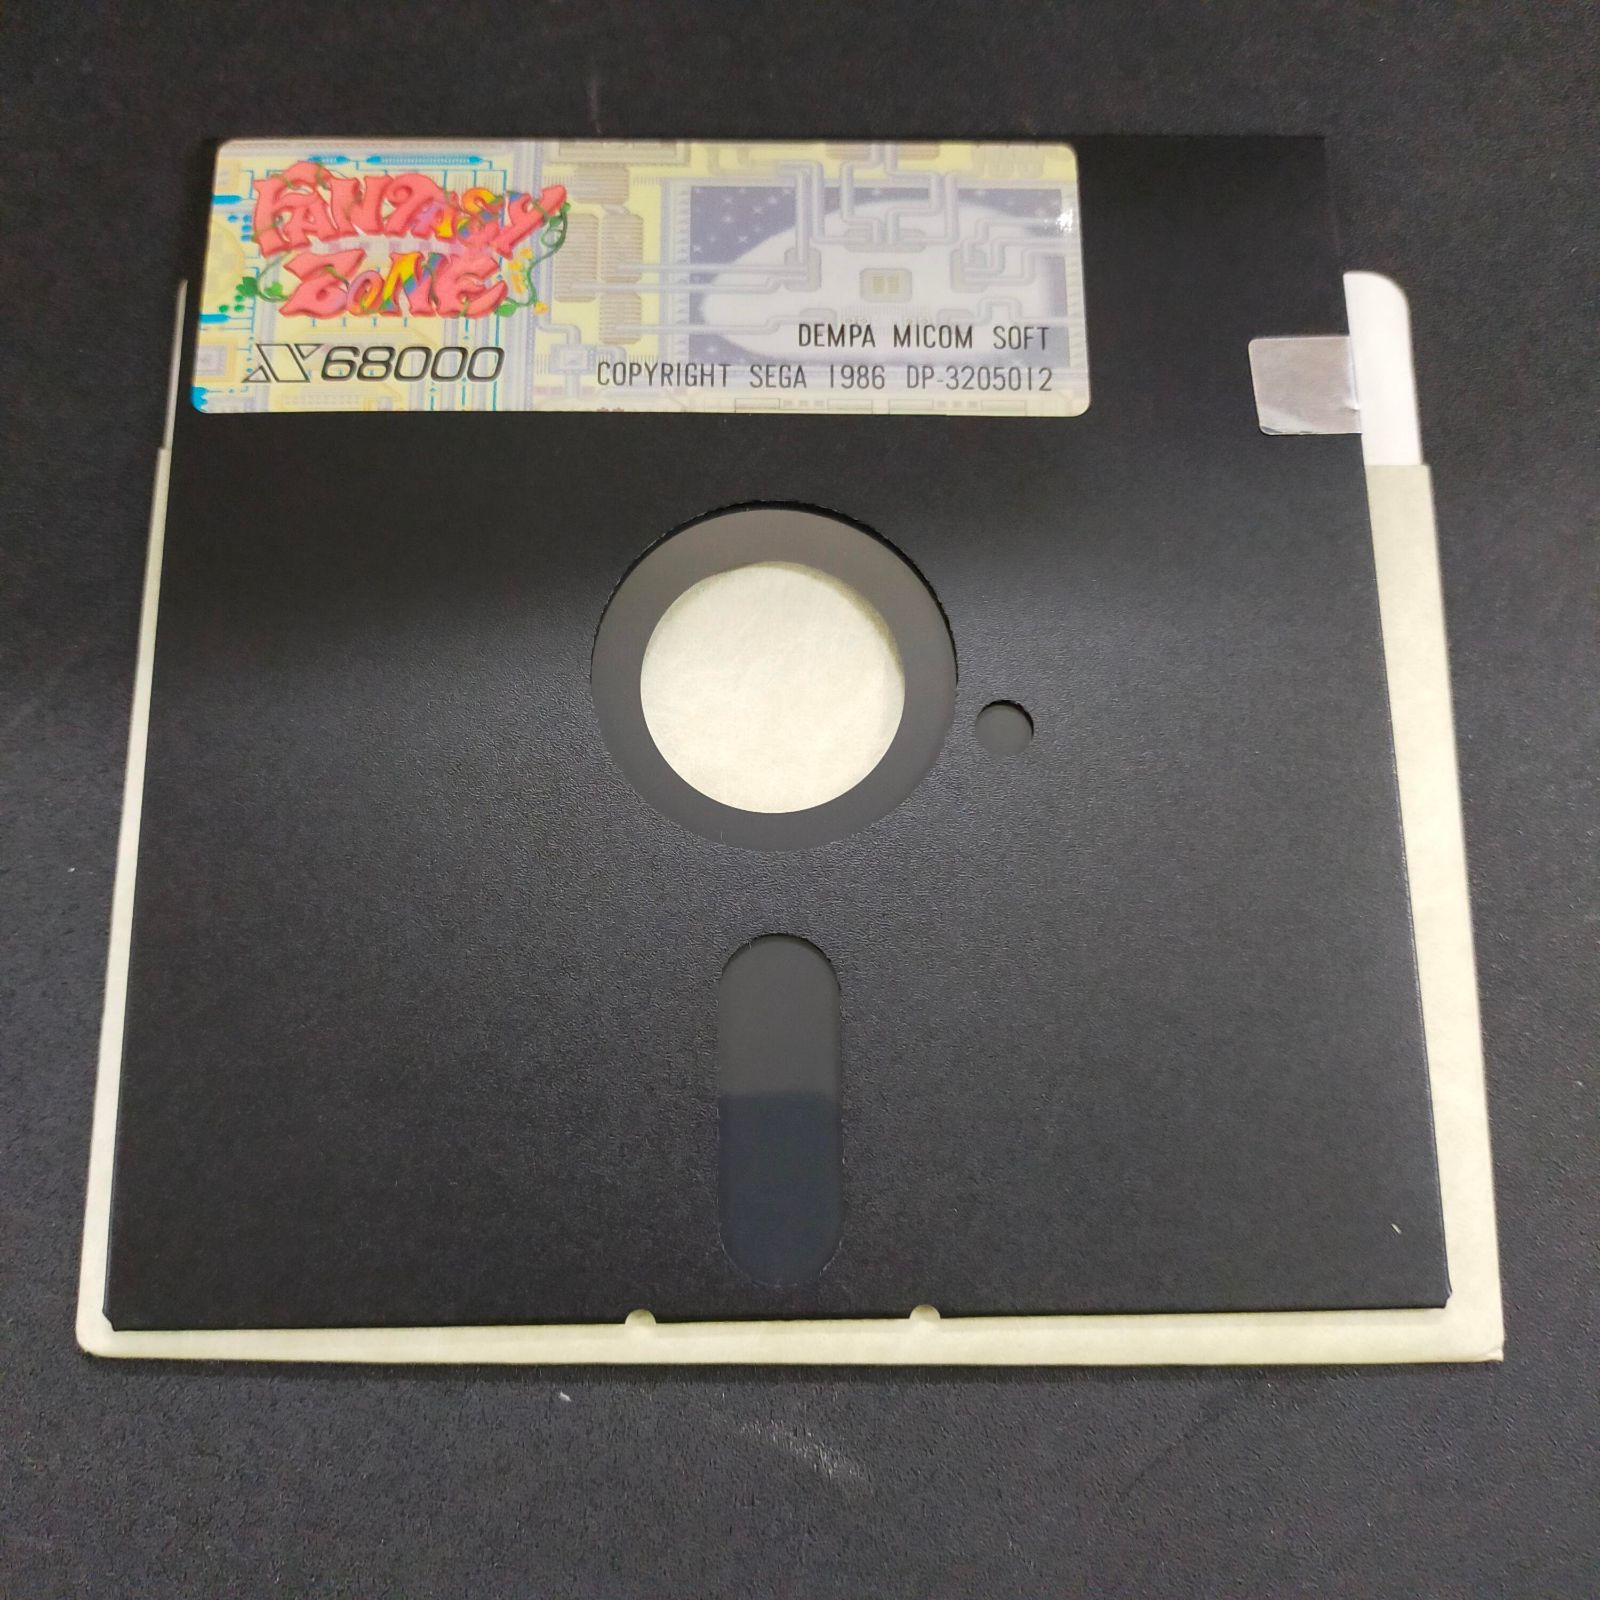 FANTASY
ZONE
X68000
DEMPA MICOM SOFT
COPYRIGHT SEGA 1986 DP-3205012